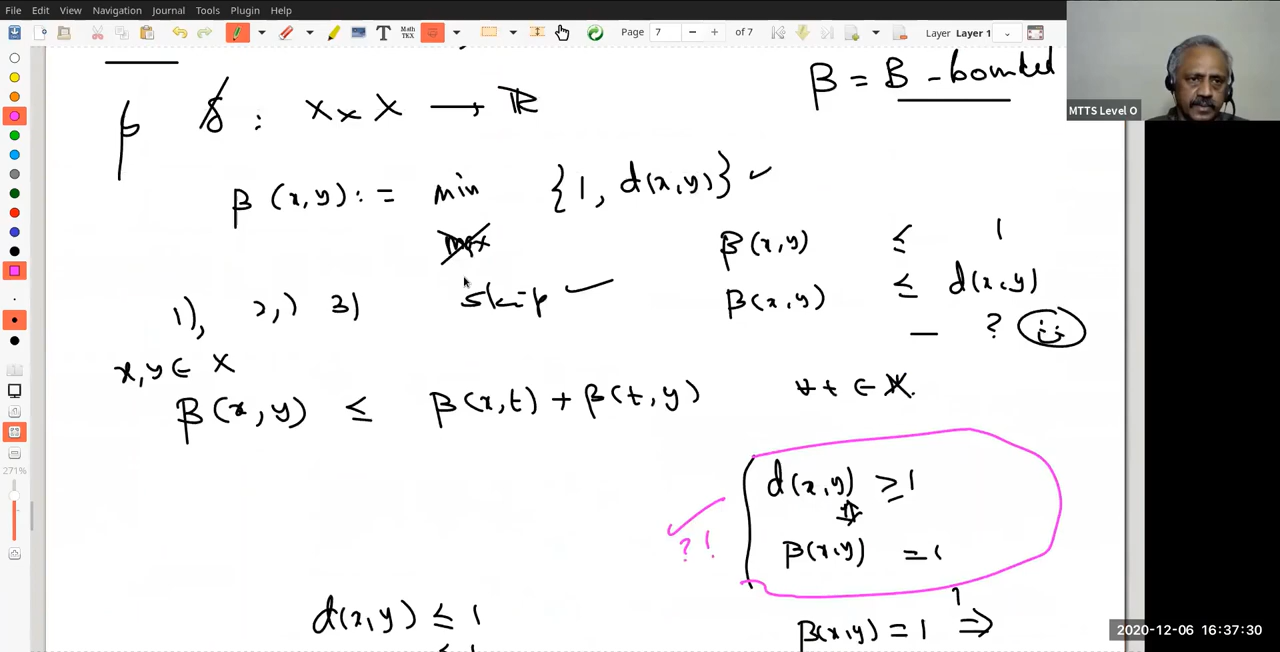 File Edit View Navigation Journal Tools Plugin Help
Page 7 of 7 Layer Layer 1
MTTS Level O
271%
β = B - bounded
: X × X → ℝ
β (x,y) := min {1, d(x,y)} ✓
β(x,y) ≤ 1
1), 2,) 3) skip ✓
β(x,y) ≤ d(x,y)
— ?
x,y ∈ X
β(x,y) ≤ β(x,t) + β(t,y) ∀ t ∈ X.
d(x,y) ≥ 1
⇕
β(x,y) = 1
? !
d(x,y) ≤ 1
β(x,y) = 1 ⇒
2020-12-06 16:37:30